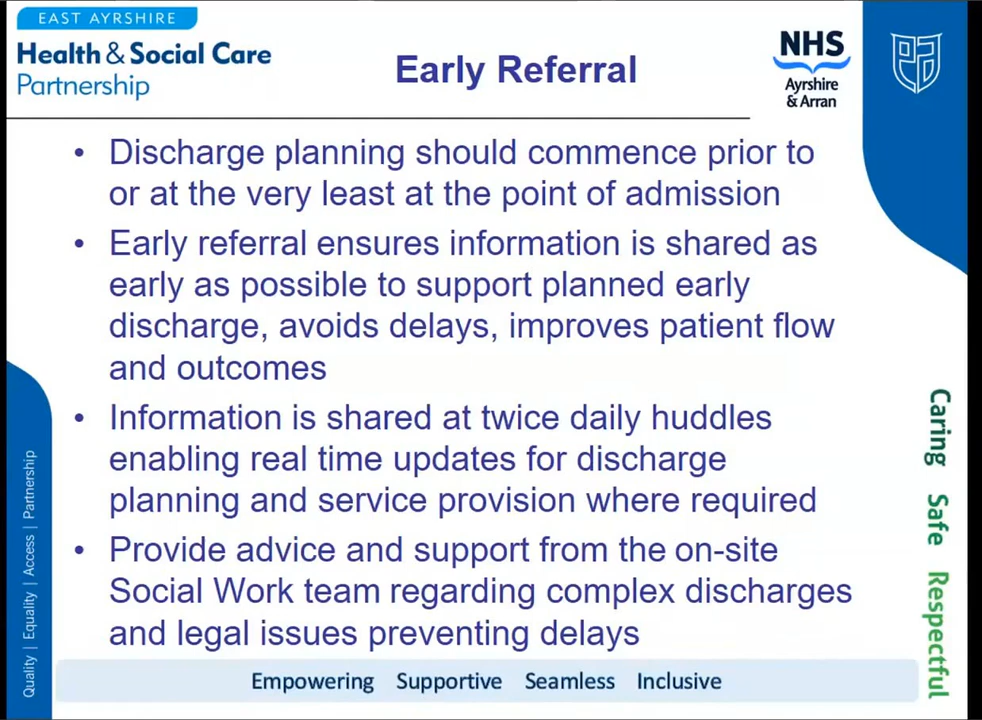 EAST AYRSHIRE
Health & Social Care
Partnership
Early Referral
NHS
Ayrshire
& Arran
• Discharge planning should commence prior to
or at the very least at the point of admission
• Early referral ensures information is shared as
early as possible to support planned early
discharge, avoids delays, improves patient flow
and outcomes
• Information is shared at twice daily huddles
enabling real time updates for discharge
planning and service provision where required
• Provide advice and support from the on-site
Social Work team regarding complex discharges
and legal issues preventing delays
Quality | Equality | Access | Partnership
Caring Safe Respectful
Empowering Supportive Seamless Inclusive